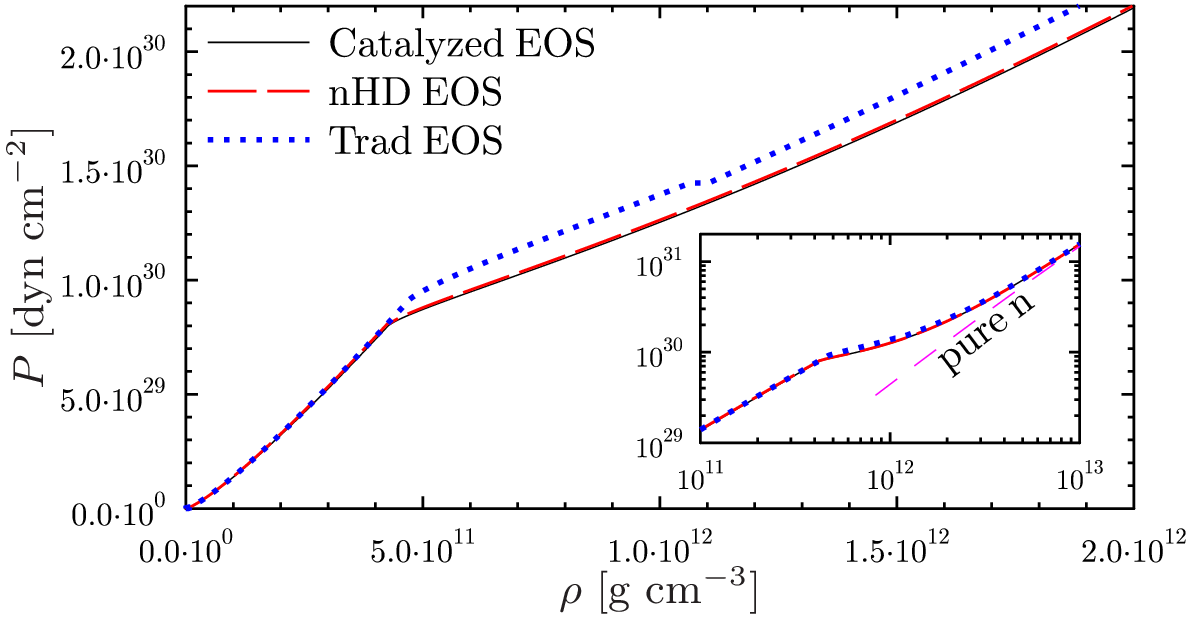 Catalyzed EOS
nHD EOS
Trad EOS
P [dyn cm⁻²]
2.0·10³⁰
1.5·10³⁰
1.0·10³⁰
5.0·10²⁹
0.0·10⁰
0.0·10⁰ 5.0·10¹¹ 1.0·10¹² 1.5·10¹² 2.0·10¹²
ρ [g cm⁻³]
10³¹
10³⁰
10²⁹
10¹¹ 10¹² 10¹³
pure n